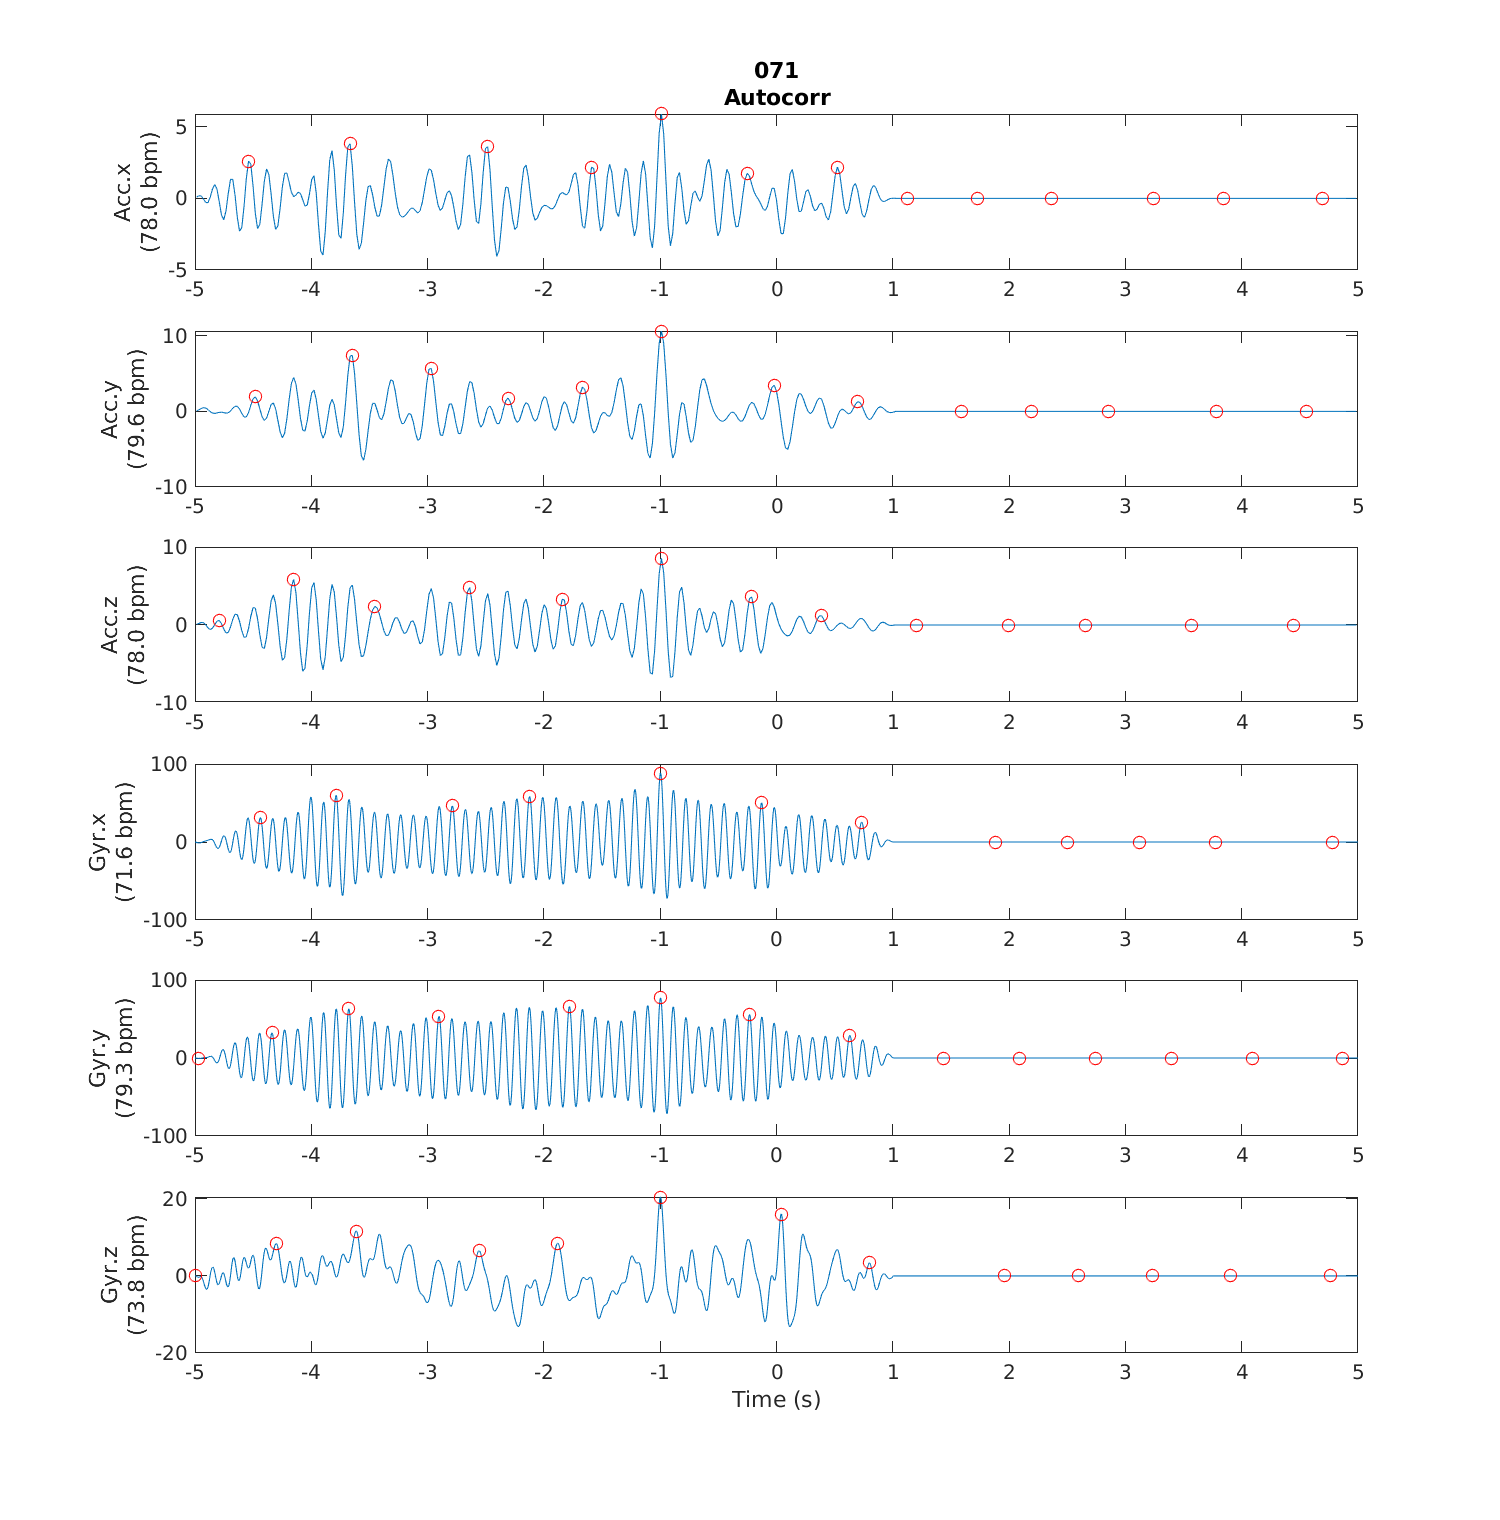 071
Autocorr
Acc.x
(78.0 bpm)
5
0
-5
-5 -4 -3 -2 -1 0 1 2 3 4 5
Acc.y
(79.6 bpm)
10
0
-10
-5 -4 -3 -2 -1 0 1 2 3 4 5
Acc.z
(78.0 bpm)
10
0
-10
-5 -4 -3 -2 -1 0 1 2 3 4 5
Gyr.x
(71.6 bpm)
100
0
-100
-5 -4 -3 -2 -1 0 1 2 3 4 5
Gyr.y
(79.3 bpm)
100
0
-100
-5 -4 -3 -2 -1 0 1 2 3 4 5
Gyr.z
(73.8 bpm)
20
0
-20
-5 -4 -3 -2 -1 0 1 2 3 4 5
Time (s)